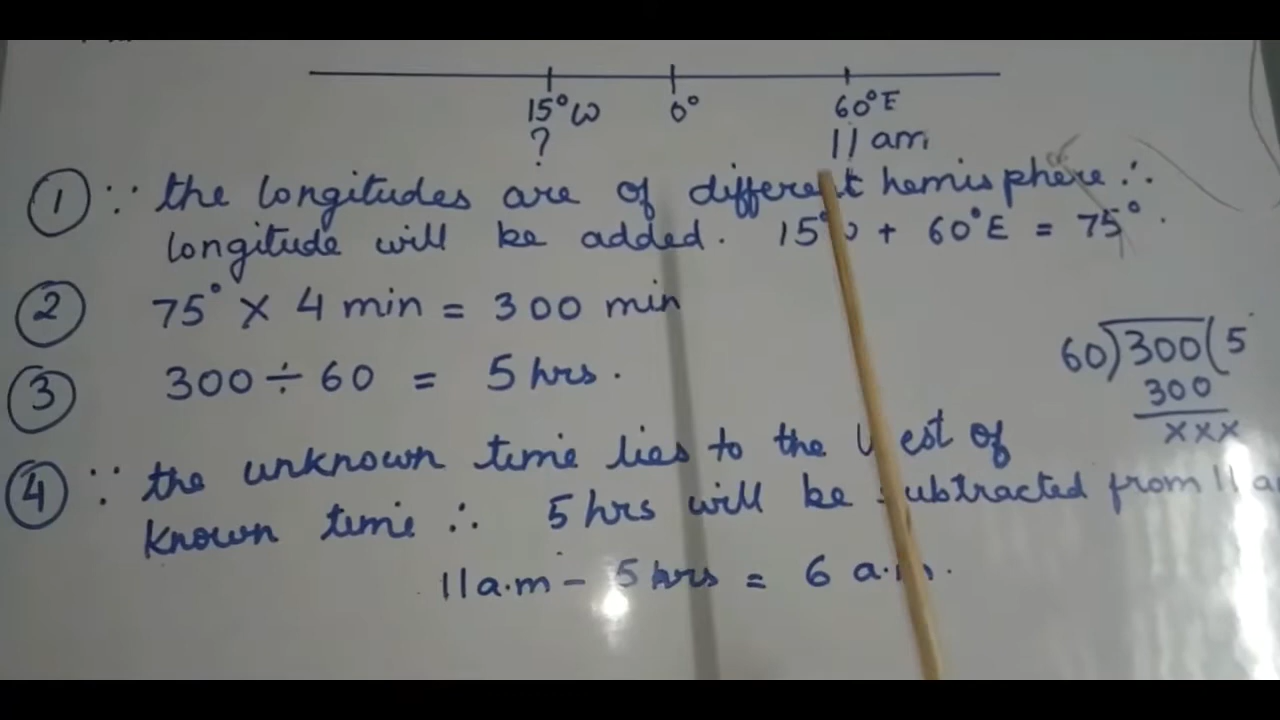 15°W 0° 60°E
? 11 am
① ∵ the longitudes are of different hemisphere ∴
longitude will be added. 15°W + 60°E = 75°.
② 75° × 4 min = 300 min
③ 300 ÷ 60 = 5 hrs.
60)300(5
300
xxx
④ ∵ the unknown time lies to the West of
known time ∴ 5 hrs will be subtracted from 11 a
11 a.m – 5 hrs = 6 a.m.